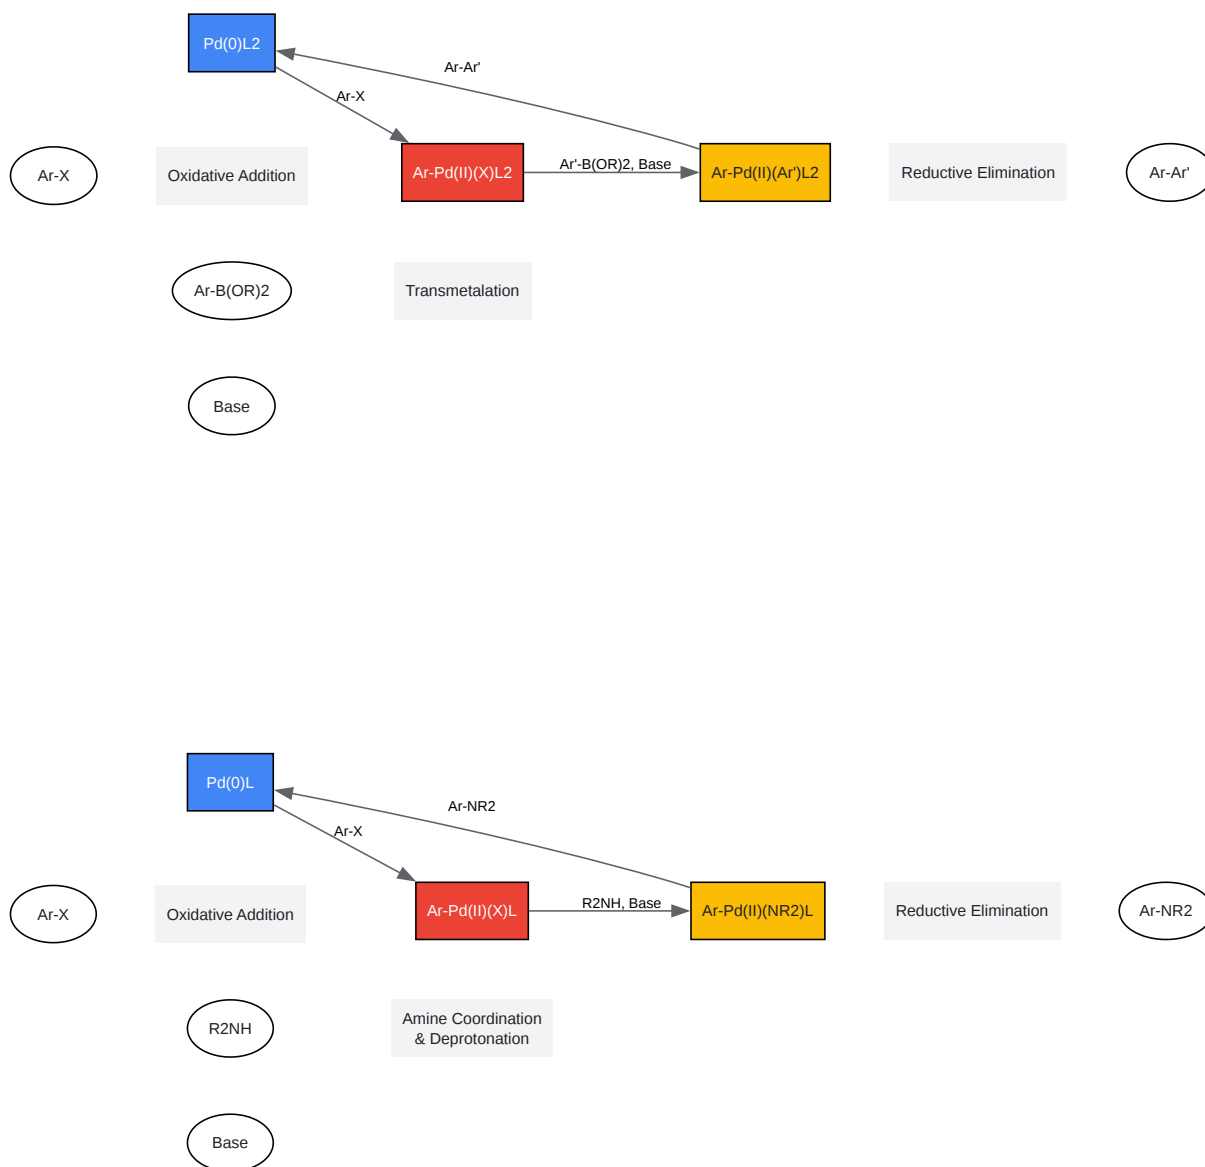 Pd(0)L2
Ar-Ar'
Ar-X
Ar-X
Oxidative Addition
Ar-Pd(II)(X)L2
Ar'-B(OR)2, Base
Ar-Pd(II)(Ar')L2
Reductive Elimination
Ar-Ar'
Ar-B(OR)2
Transmetalation
Base
Pd(0)L
Ar-NR2
Ar-X
Ar-X
Oxidative Addition
Ar-Pd(II)(X)L
R2NH, Base
Ar-Pd(II)(NR2)L
Reductive Elimination
Ar-NR2
R2NH
Amine Coordination
& Deprotonation
Base